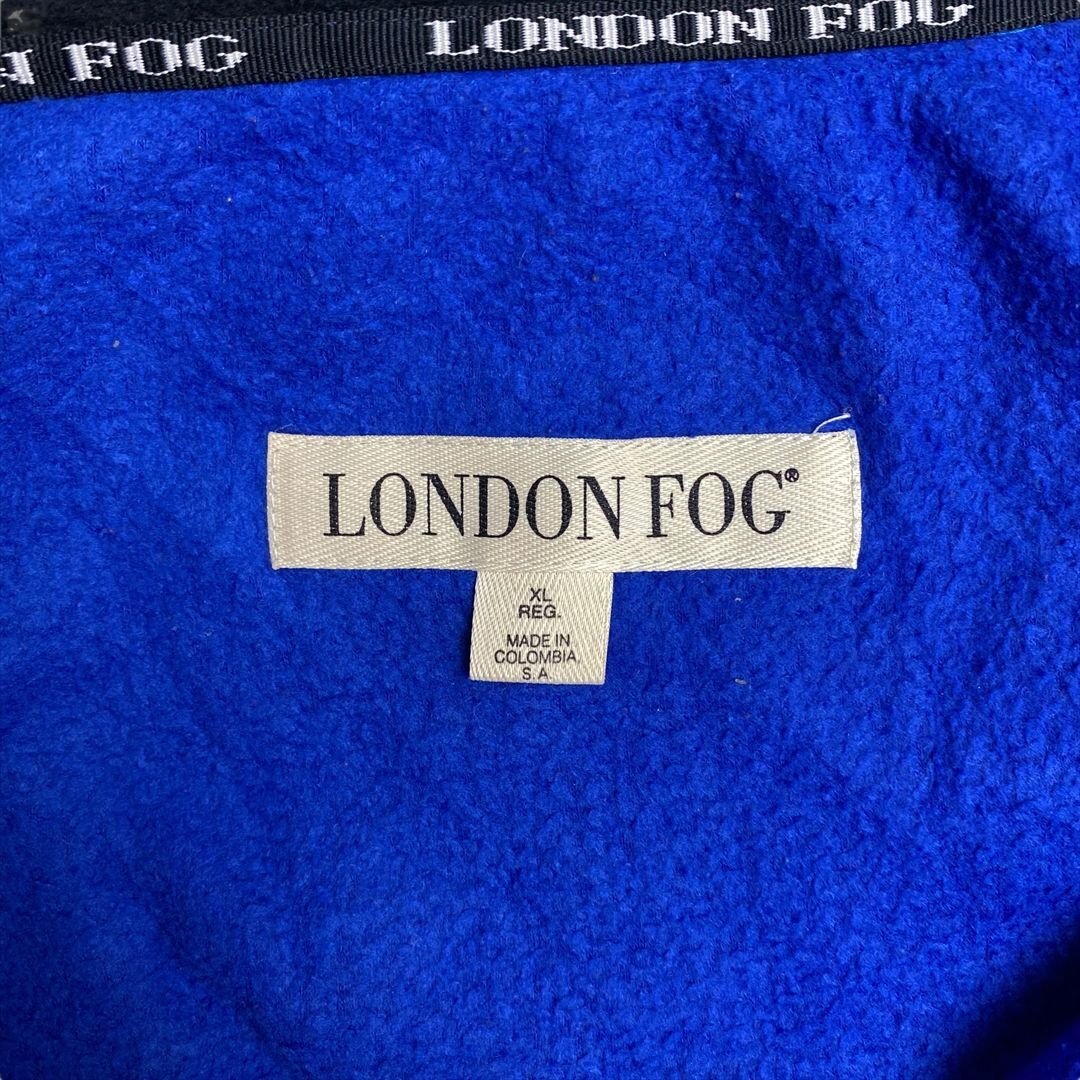 N FOG LONDON FOG
LONDON FOG®
XL
REG.
MADE IN
COLOMBIA,
S.A.